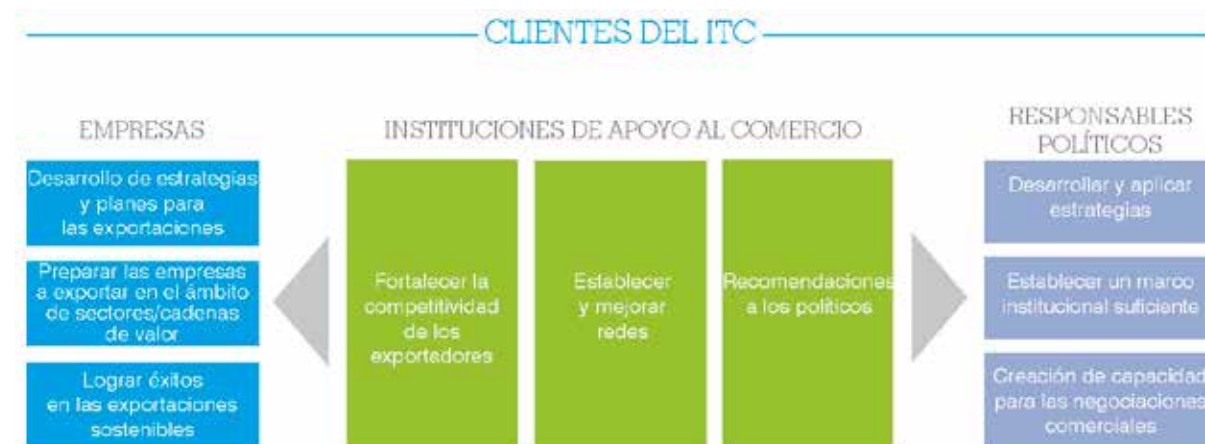 CLIENTES DEL ITC
EMPRESAS
Desarrollo de estrategias
y planes para
las exportaciones
Preparar las empresas
a exportar en el ámbito
de sectores/cadenas
de valor
Lograr éxitos
en las exportaciones
sostenibles
INSTITUCIONES DE APOYO AL COMERCIO
Fortalecer la
competitividad
de los
exportadores
Establecer
y mejorar
redes
Recomendaciones
a los políticos
RESPONSABLES
POLÍTICOS
Desarrollar y aplicar
estrategias
Establecer un marco
institucional suficiente
Creación de capacidad
para las negociaciones
comerciales